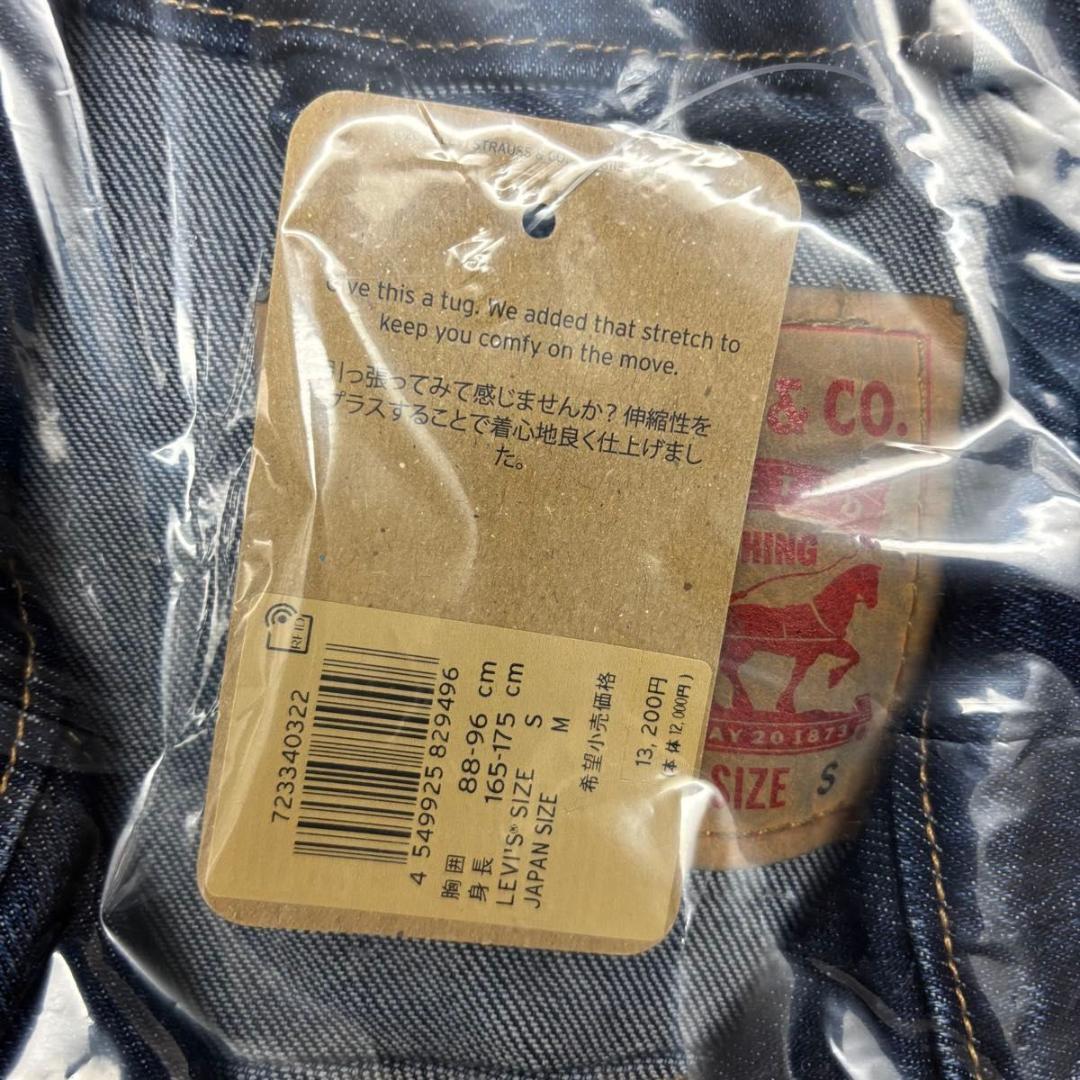 STRAUSS & CO
Give this a tug. We added that stretch to
keep you comfy on the move.
引っ張ってみて感じませんか? 伸縮性を
プラスすることで着心地良く仕上げまし
た。
RFID
723340322
4 549925 829496
胸囲 88-96 cm
身長 165-175 cm
LEVI'S® SIZE S
JAPAN SIZE M
希望小売価格
13,200円
(本体 12,000円)
& CO.
HING
AY 20 1873
SIZE S